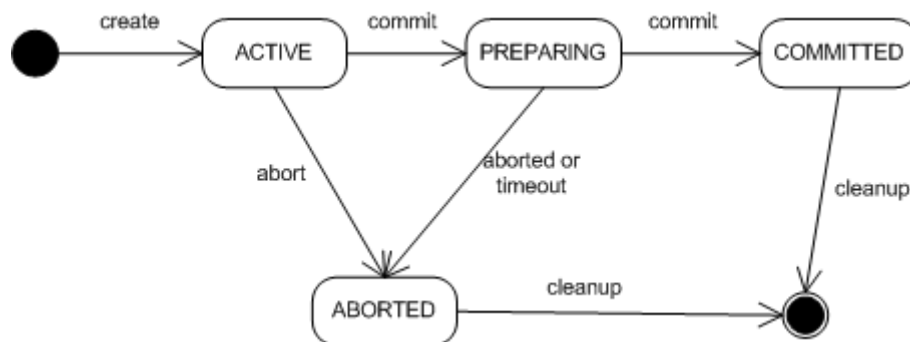 create
commit
commit
ACTIVE
PREPARING
COMMITTED
abort
aborted or
timeout
cleanup
cleanup
ABORTED